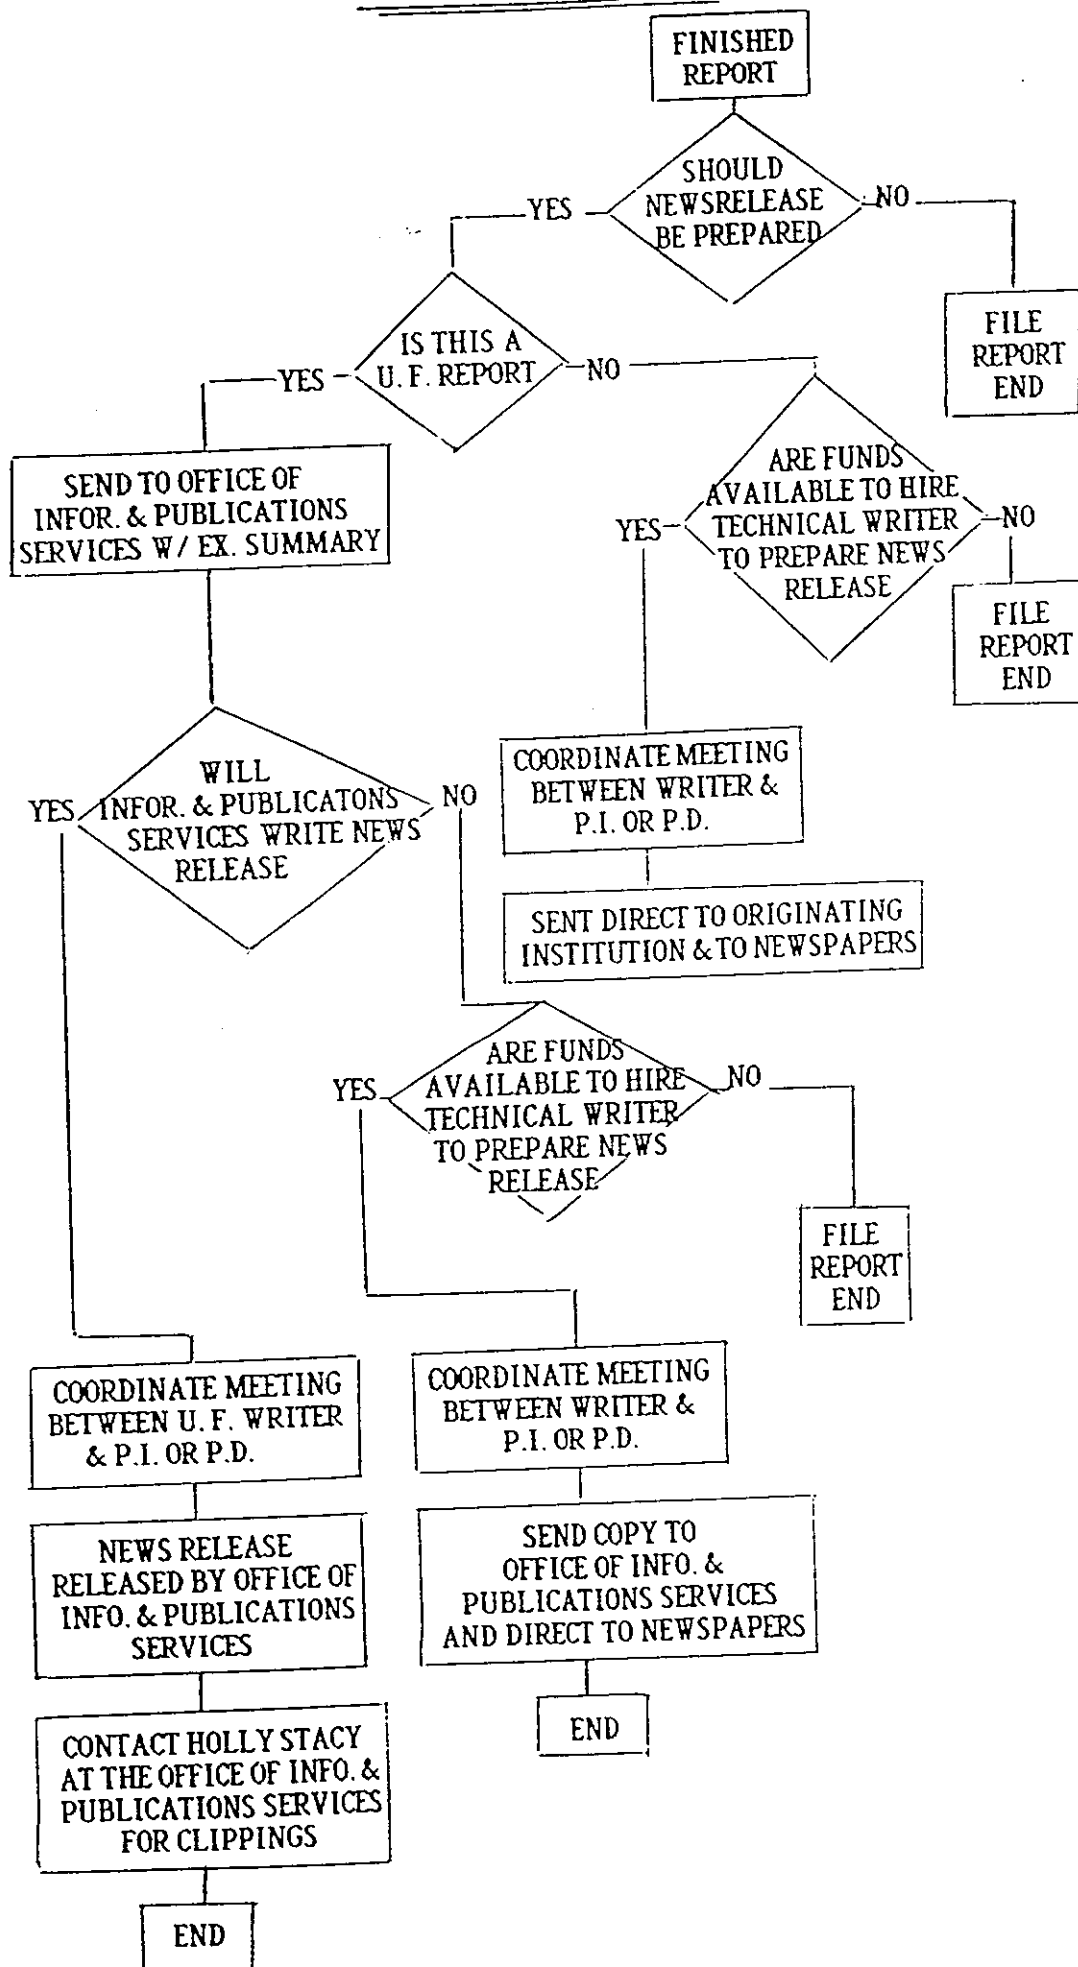 FINISHED
REPORT
SHOULD
NEWSRELEASE
BE PREPARED
YES
NO
FILE
REPORT
END
IS THIS A
U. F. REPORT
YES
NO
SEND TO OFFICE OF
INFOR. & PUBLICATIONS
SERVICES W/ EX. SUMMARY
ARE FUNDS
AVAILABLE TO HIRE
TECHNICAL WRITER
TO PREPARE NEWS
RELEASE
YES
NO
FILE
REPORT
END
WILL
INFOR. & PUBLICATONS
SERVICES WRITE NEWS
RELEASE
YES
NO
COORDINATE MEETING
BETWEEN WRITER &
P.I. OR P.D.
SENT DIRECT TO ORIGINATING
INSTITUTION & TO NEWSPAPERS
ARE FUNDS
AVAILABLE TO HIRE
TECHNICAL WRITER
TO PREPARE NEWS
RELEASE
YES
NO
FILE
REPORT
END
COORDINATE MEETING
BETWEEN U. F. WRITER
& P.I. OR P.D.
COORDINATE MEETING
BETWEEN WRITER &
P.I. OR P.D.
NEWS RELEASE
RELEASED BY OFFICE OF
INFO. & PUBLICATIONS
SERVICES
SEND COPY TO
OFFICE OF INFO. &
PUBLICATIONS SERVICES
AND DIRECT TO NEWSPAPERS
CONTACT HOLLY STACY
AT THE OFFICE OF INFO. &
PUBLICATIONS SERVICES
FOR CLIPPINGS
END
END